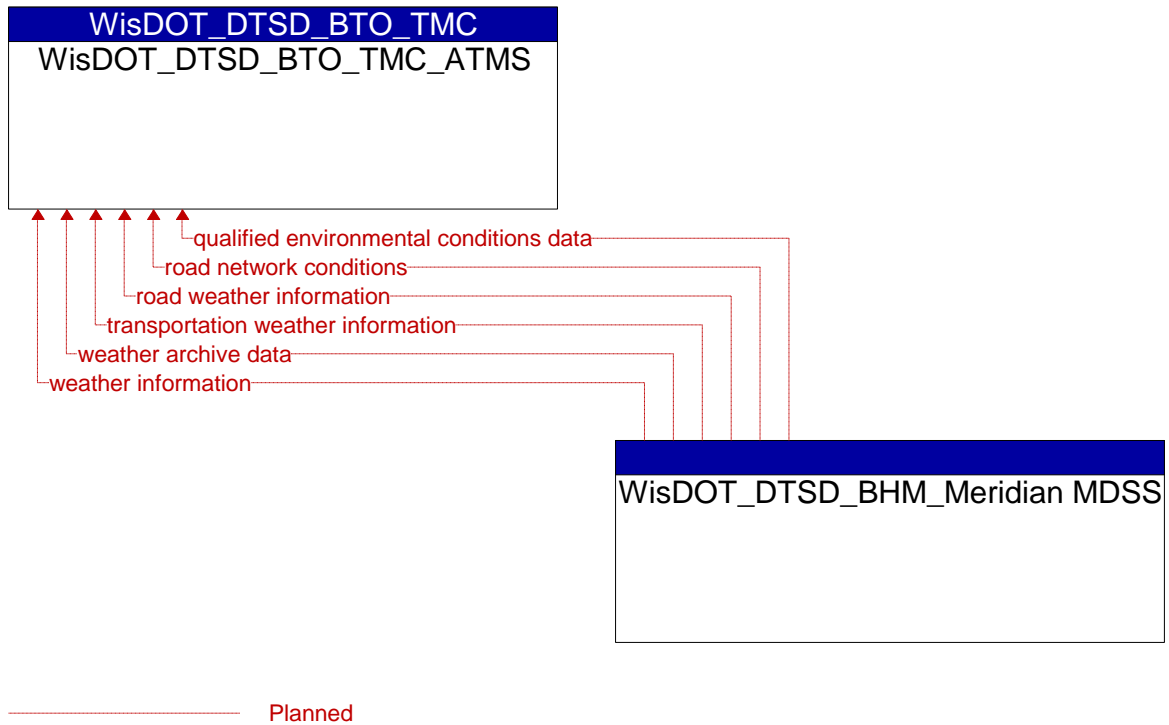 WisDOT_DTSD_BTO_TMC
WisDOT_DTSD_BTO_TMC_ATMS
qualified environmental conditions data
road network conditions
road weather information
transportation weather information
weather archive data
weather information
WisDOT_DTSD_BHM_Meridian MDSS
Planned